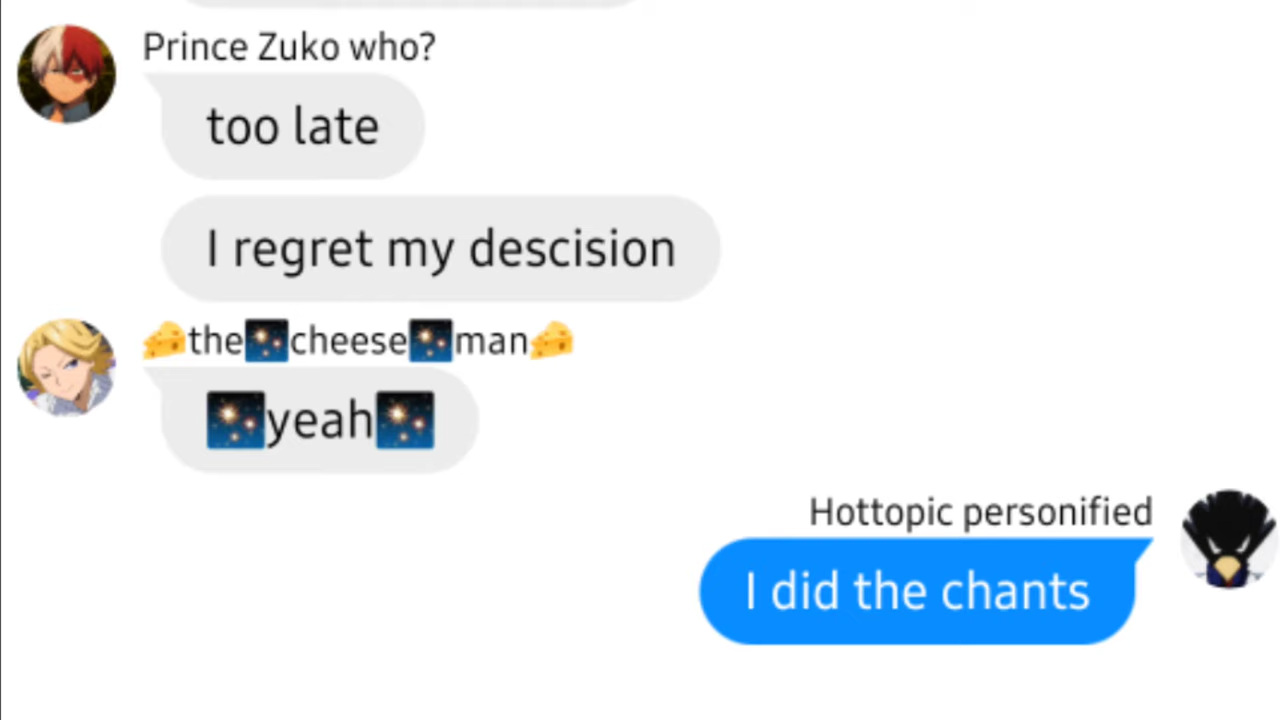 Prince Zuko who?
too late
I regret my descision
🧀the🎇cheese🎇man🧀
🎇yeah🎇
Hottopic personified
I did the chants